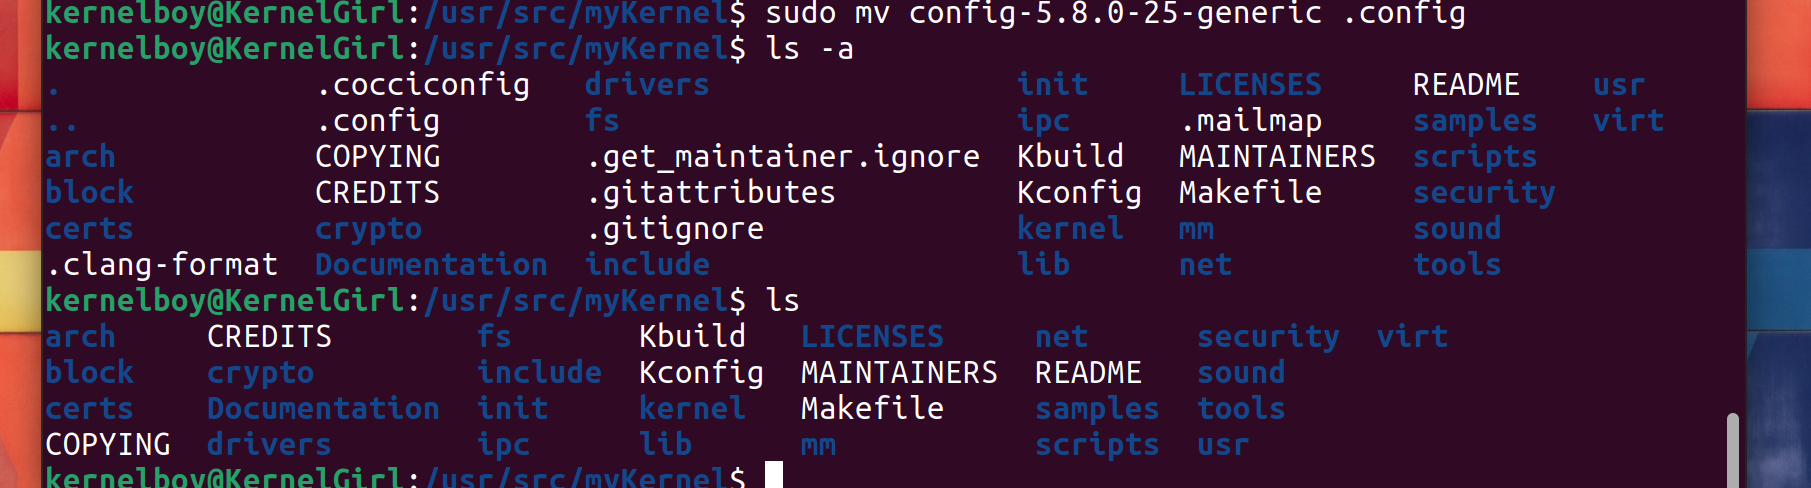 kernelboy@KernelGirl:/usr/src/myKernel$ sudo mv config-5.8.0-25-generic .config
kernelboy@KernelGirl:/usr/src/myKernel$ ls -a
. .cocciconfig drivers init LICENSES README usr
.. .config fs ipc .mailmap samples virt
arch COPYING .get_maintainer.ignore Kbuild MAINTAINERS scripts
block CREDITS .gitattributes Kconfig Makefile security
certs crypto .gitignore kernel mm sound
.clang-format Documentation include lib net tools
kernelboy@KernelGirl:/usr/src/myKernel$ ls
arch CREDITS fs Kbuild LICENSES net security virt
block crypto include Kconfig MAINTAINERS README sound
certs Documentation init kernel Makefile samples tools
COPYING drivers ipc lib mm scripts usr
kernelboy@KernelGirl:/usr/src/myKernel$